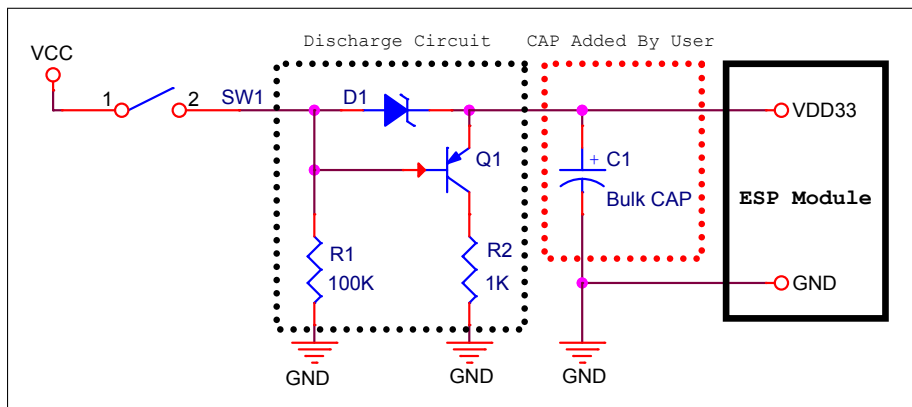 Discharge Circuit
CAP Added By User
VCC
1
2
SW1
D1
VDD33
Q1
+
C1
Bulk CAP
ESP Module
R1
100K
R2
1K
GND
GND
GND
GND